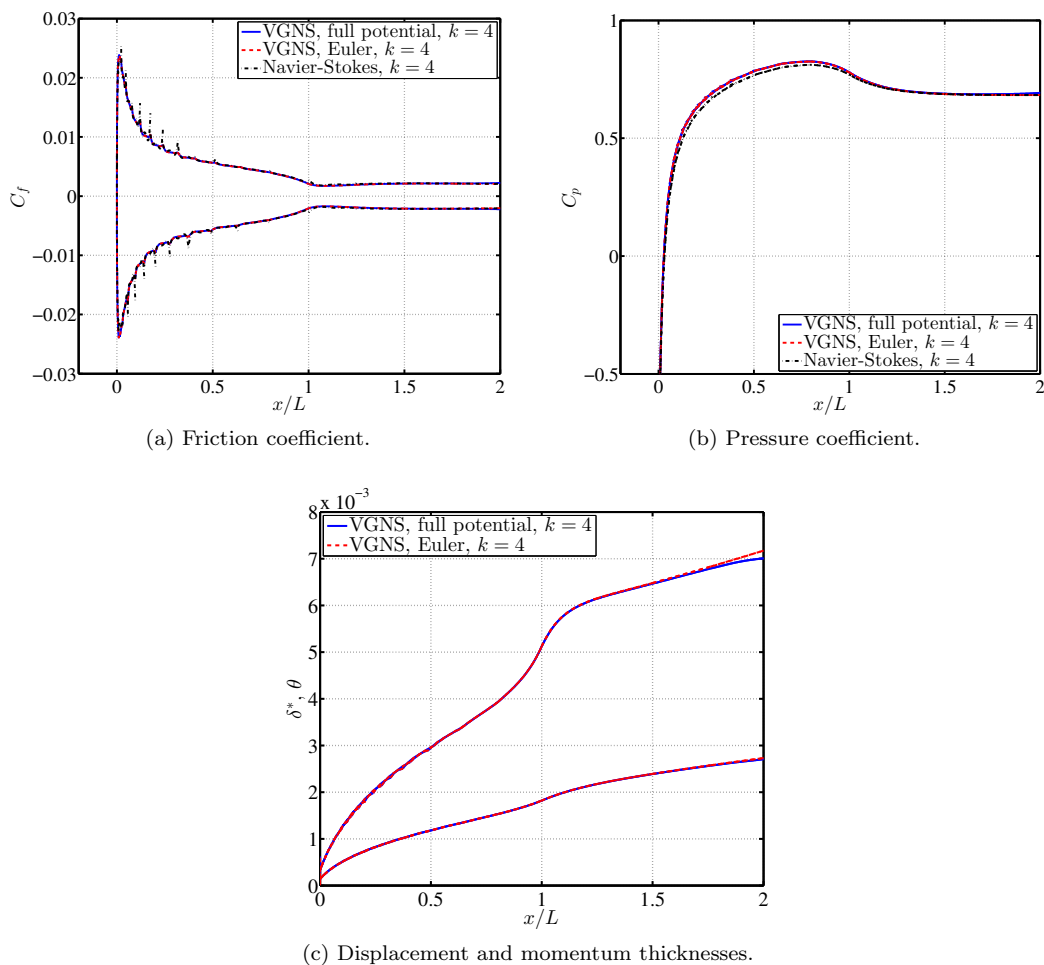 0.03
0.02
0.01
0
−0.01
−0.02
−0.03
C_f
VGNS, full potential, k = 4
VGNS, Euler, k = 4
Navier-Stokes, k = 4
0
0.5
1
1.5
2
x/L
(a) Friction coefficient.
1
0.5
0
−0.5
C_p
VGNS, full potential, k = 4
VGNS, Euler, k = 4
Navier-Stokes, k = 4
0
0.5
1
1.5
2
x/L
(b) Pressure coefficient.
x 10⁻³
8
7
6
5
4
3
2
1
0
δ*, θ
VGNS, full potential, k = 4
VGNS, Euler, k = 4
0
0.5
1
1.5
2
x/L
(c) Displacement and momentum thicknesses.